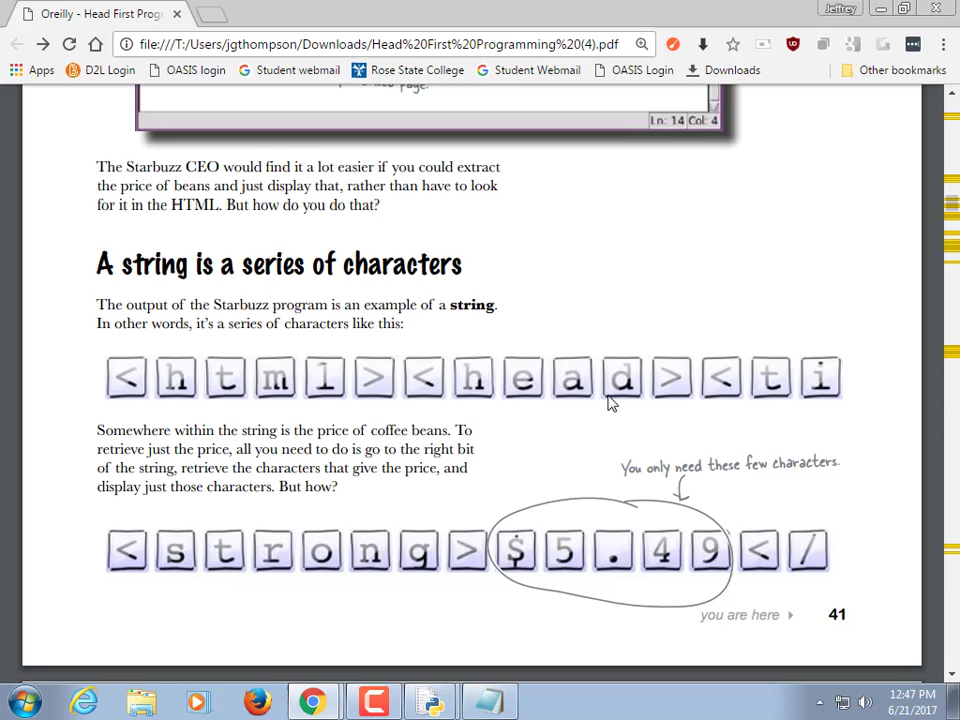 Oreilly - Head First Progr
Jeffrey
file:///T:/Users/jgthompson/Downloads/Head%20First%20Programming%20(4).pdf
Apps D2L Login OASIS login Student webmail Rose State College Student Webmail OASIS Login Downloads Other bookmarks
page.
Ln: 14 Col: 4
The Starbuzz CEO would find it a lot easier if you could extract
the price of beans and just display that, rather than have to look
for it in the HTML. But how do you do that?
A string is a series of characters
The output of the Starbuzz program is an example of a string.
In other words, it's a series of characters like this:
< h t m l > < h e a d > < t i
Somewhere within the string is the price of coffee beans. To
retrieve just the price, all you need to do is go to the right bit
of the string, retrieve the characters that give the price, and
display just those characters. But how?
You only need these few characters.
< s t r o n g > $ 5 . 4 9 < /
you are here 41
12:47 PM
6/21/2017